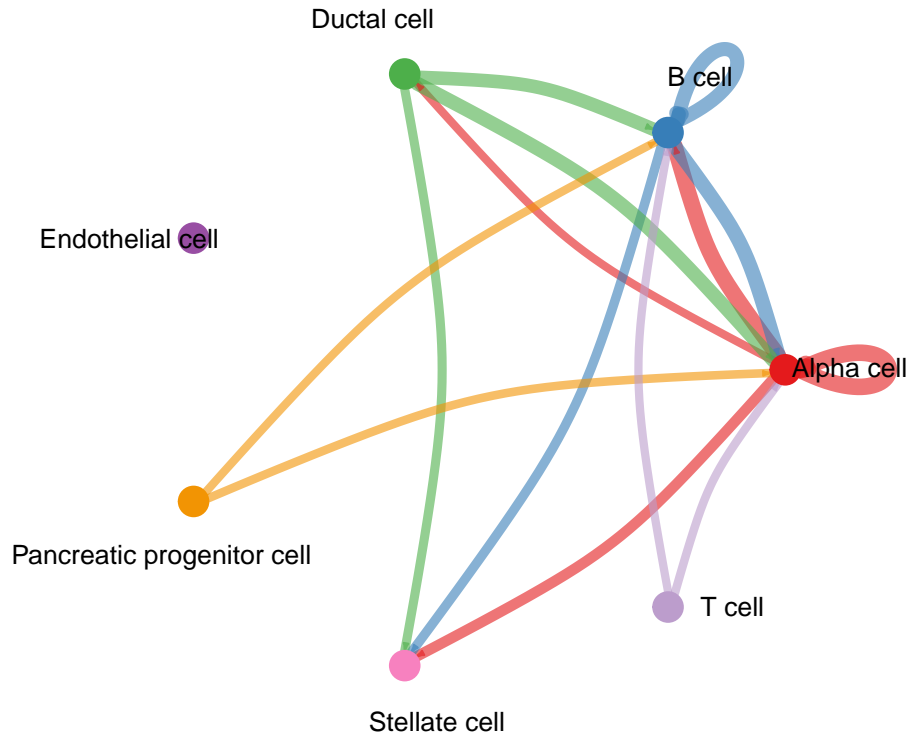 Ductal cell
B cell
Endothelial cell
Alpha cell
Pancreatic progenitor cell
T cell
Stellate cell